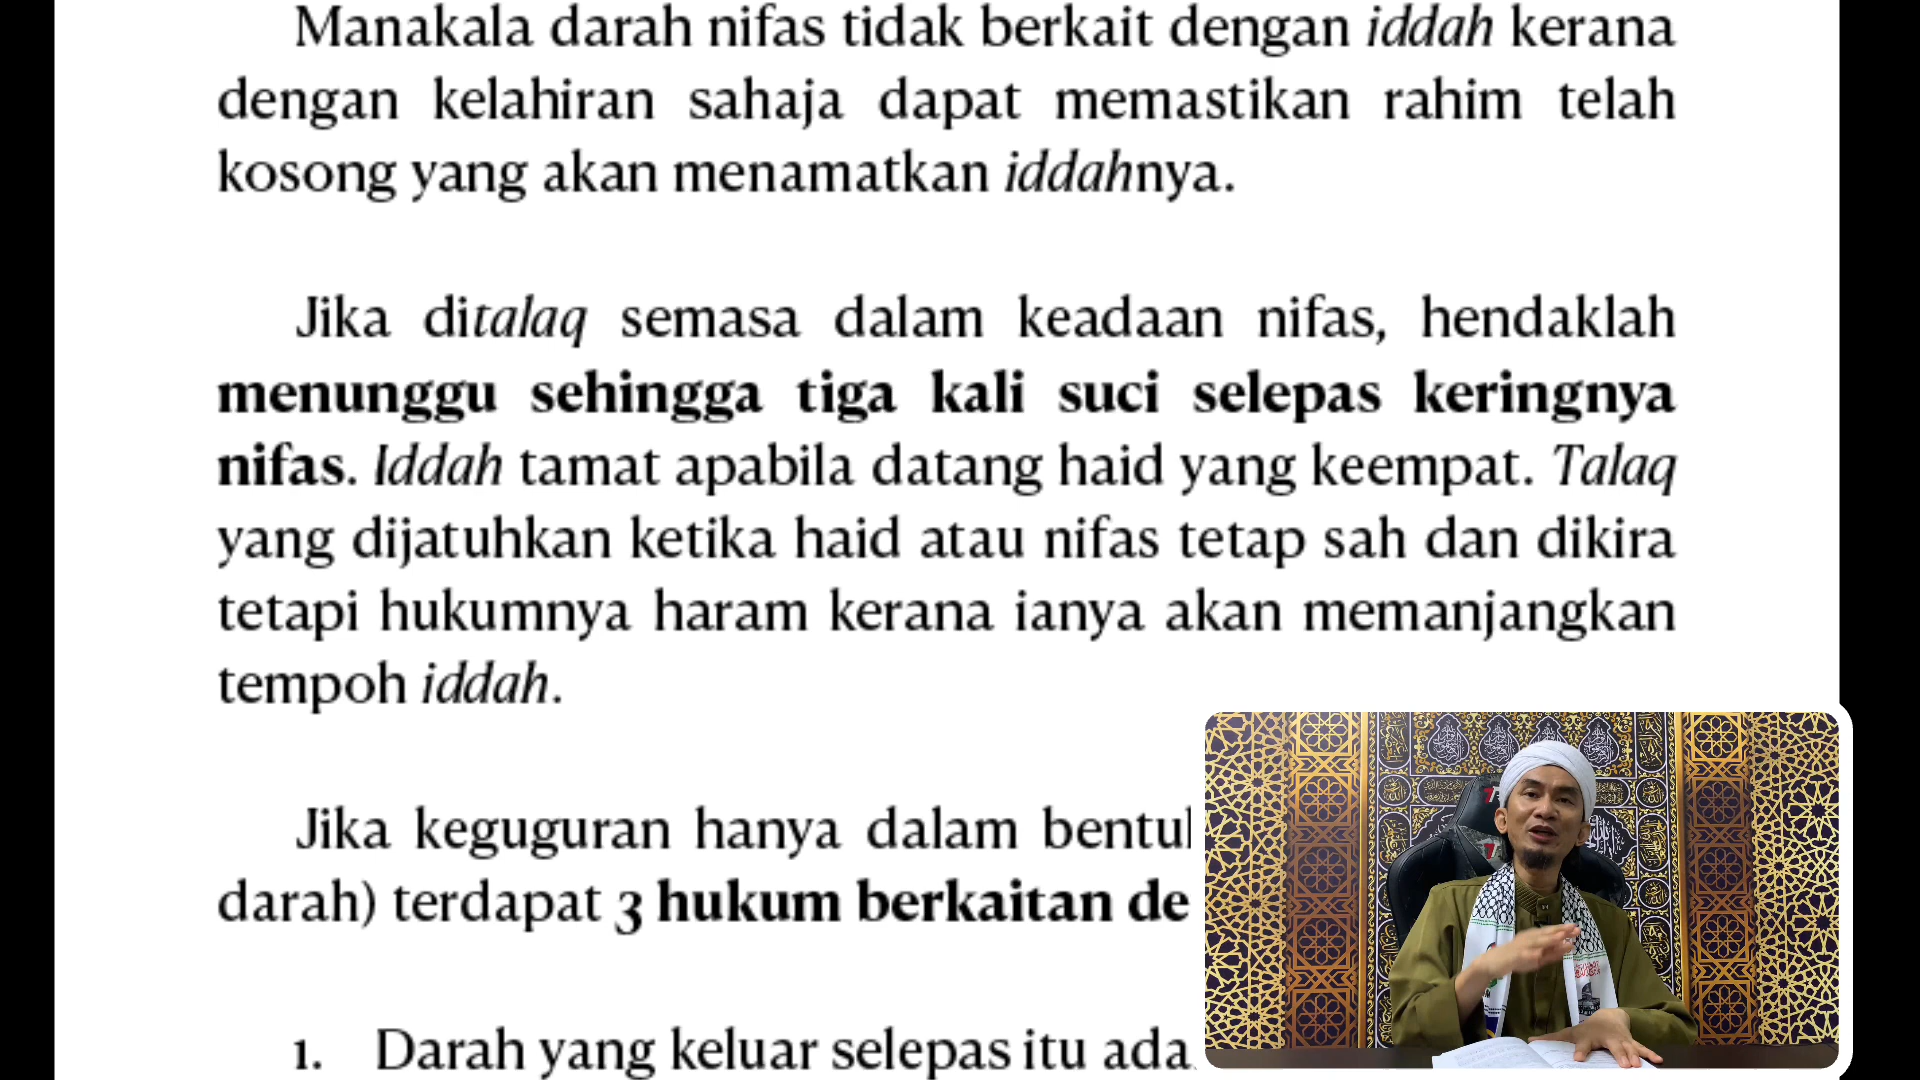 Manakala darah nifas tidak berkait dengan iddah kerana
dengan kelahiran sahaja dapat memastikan rahim telah
kosong yang akan menamatkan iddahnya.
Jika ditalaq semasa dalam keadaan nifas, hendaklah
menunggu sehingga tiga kali suci selepas keringnya
nifas. Iddah tamat apabila datang haid yang keempat. Talaq
yang dijatuhkan ketika haid atau nifas tetap sah dan dikira
tetapi hukumnya haram kerana ianya akan memanjangkan
tempoh iddah.
Jika keguguran hanya dalam
darah) terdapat 3 hukum berkaitan
1. Darah yang keluar selepas itu